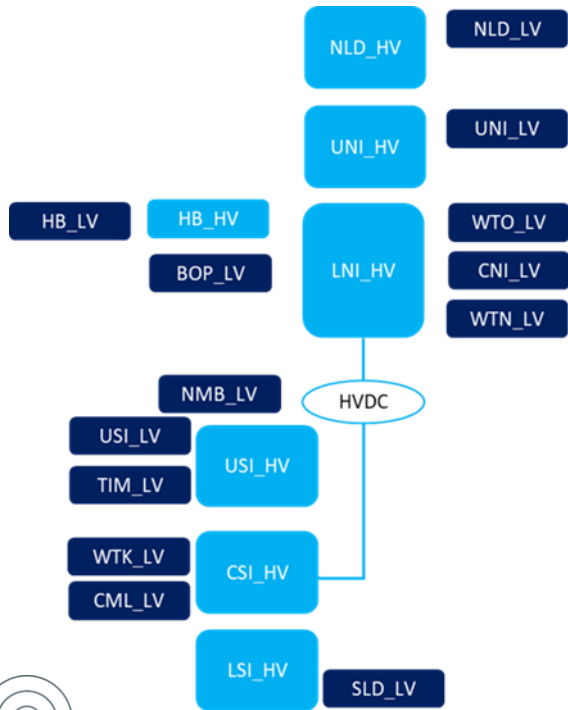 NLD_HV
NLD_LV
UNI_HV
UNI_LV
HB_LV
HB_HV
BOP_LV
LNI_HV
WTO_LV
CNI_LV
WTN_LV
NMB_LV
HVDC
USI_LV
TIM_LV
USI_HV
WTK_LV
CML_LV
CSI_HV
LSI_HV
SLD_LV